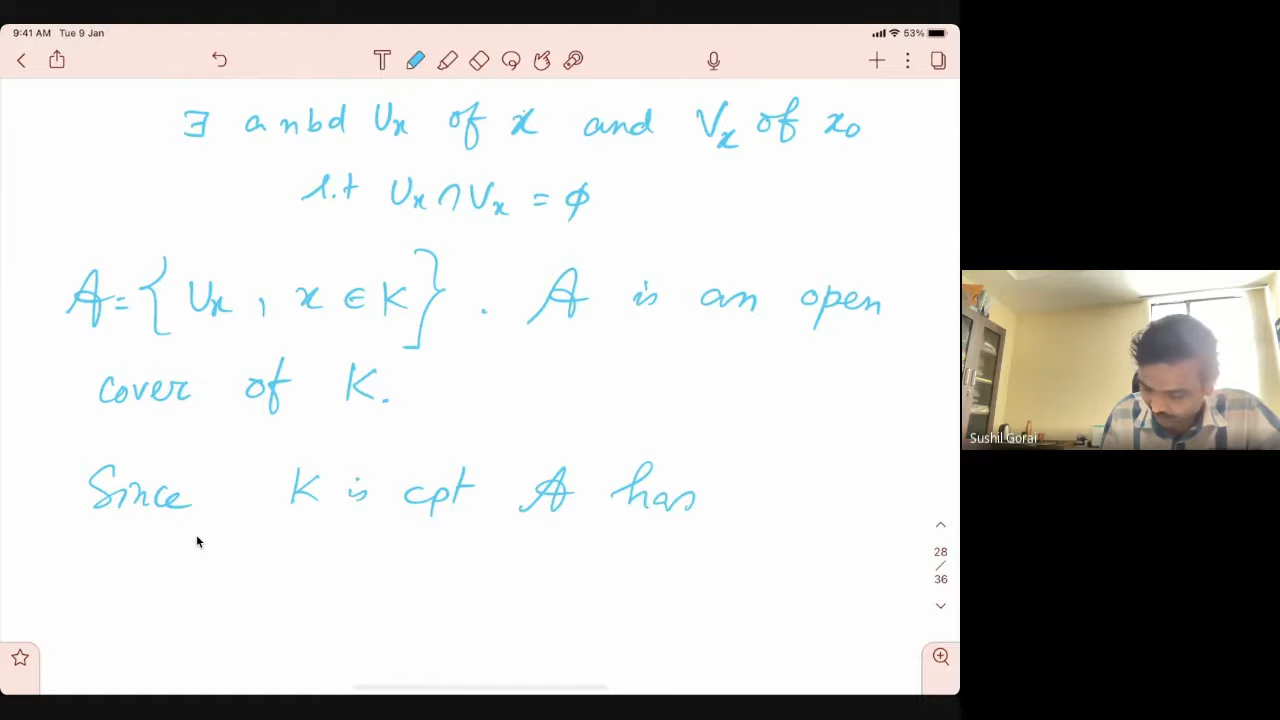 9:41 AM Tue 9 Jan
53%
∃ a nbd Ux of x and Vx of x0
s.t Ux ∩ Vx = ϕ
A = { Ux , x ∈ K } . A is an open
cover of K.
Since K is cpt A has
28
/
36
Sushil Gorai